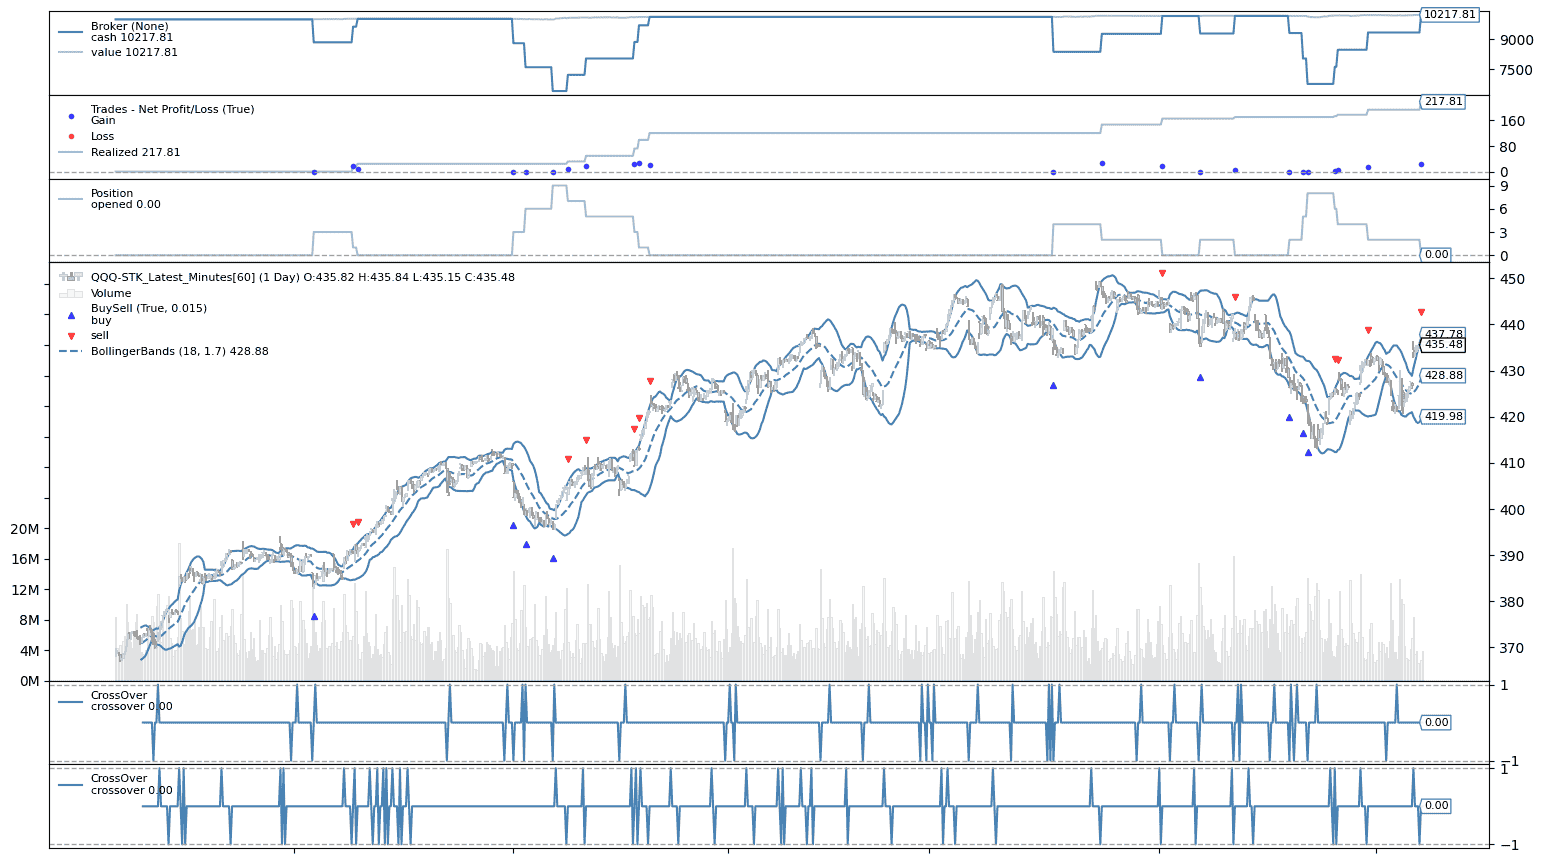 Broker (None)
cash 10217.81
value 10217.81
10217.81
9000
7500
Trades - Net Profit/Loss (True)
Gain
Loss
Realized 217.81
217.81
160
80
0
Position
opened 0.00
9
6
3
0
0.00
QQQ-STK_Latest_Minutes[60] (1 Day) O:435.82 H:435.84 L:435.15 C:435.48
Volume
BuySell (True, 0.015)
buy
sell
BollingerBands (18, 1.7) 428.88
450
440
437.78
435.48
430
428.88
420
419.98
410
400
390
380
370
20M
16M
12M
8M
4M
0M
CrossOver
crossover 0.00
1
0.00
−1
CrossOver
crossover 0.00
1
0.00
−1